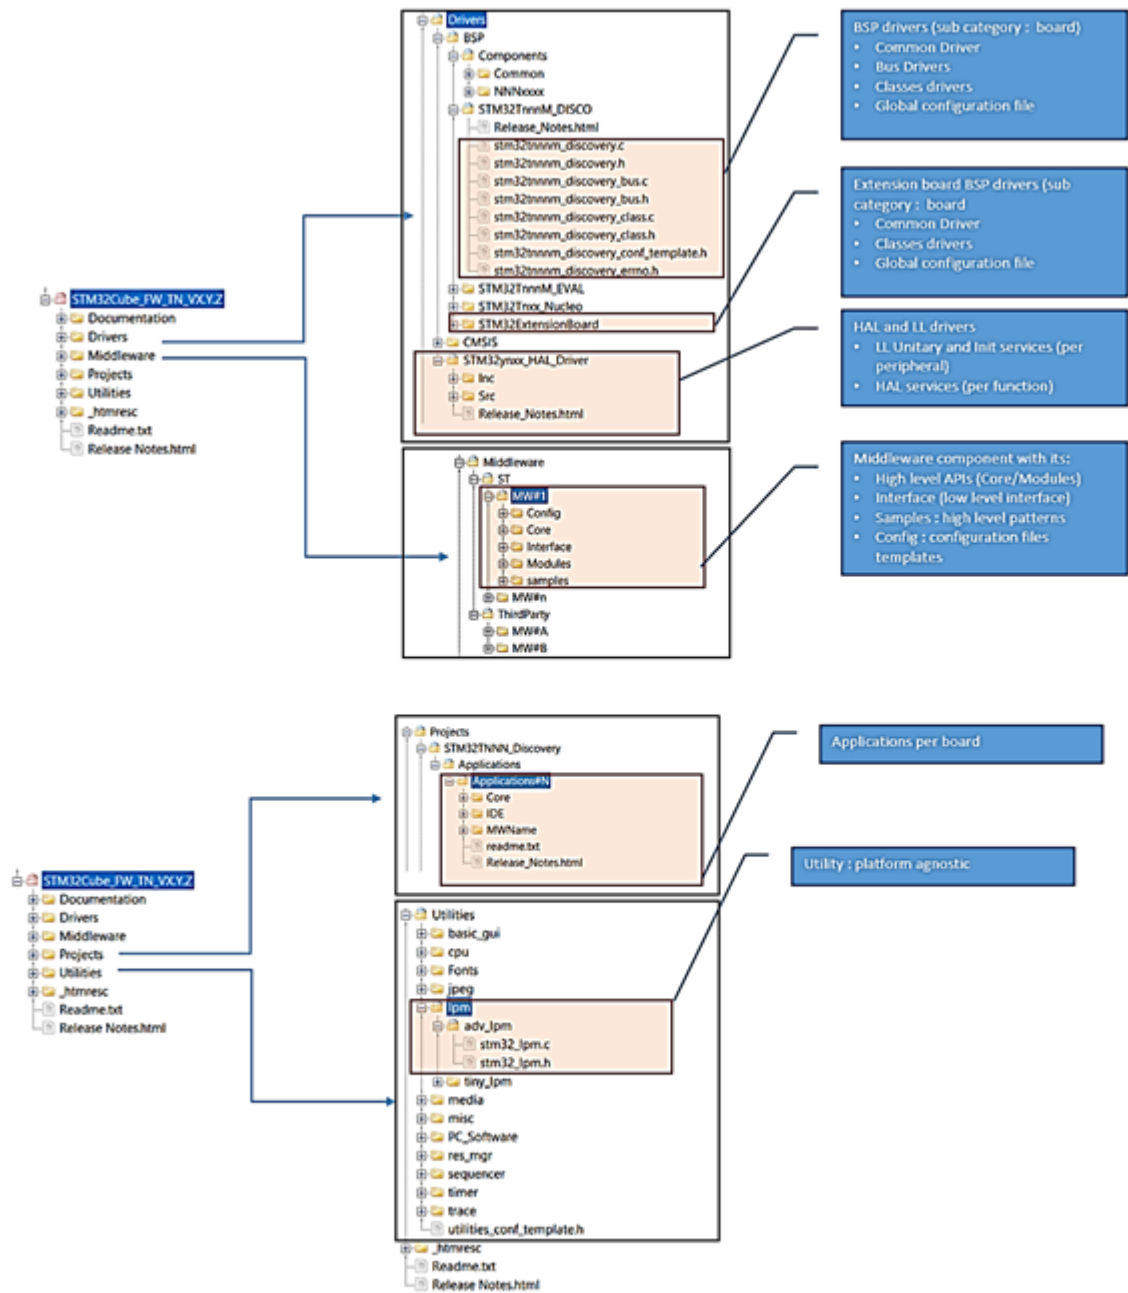 Drivers
BSP
Components
Common
NNNxxxx
STM32TnnnM_DISCO
Release_Notes.html
stm32tnnnm_discovery.c
stm32tnnnm_discovery.h
stm32tnnnm_discovery_bus.c
stm32tnnnm_discovery_bus.h
stm32tnnnm_discovery_class.c
stm32tnnnm_discovery_class.h
stm32tnnnm_discovery_conf_template.h
stm32tnnnm_discovery_errno.h
STM32TnnnM_EVAL
STM32Tnxx_Nucleo
STM32ExtensionBoard
CMSIS
STM32ynxx_HAL_Driver
Inc
Src
Release_Notes.html
BSP drivers (sub category : board)
• Common Driver
• Bus Drivers
• Classes drivers
• Global configuration file
Extension board BSP drivers (sub
category : board
• Common Driver
• Classes drivers
• Global configuration file
HAL and LL drivers
• LL Unitary and Init services (per
peripheral)
• HAL services (per function)
STM32Cube_FW_TN_VX.Y.Z
Documentation
Drivers
Middleware
Projects
Utilities
_htmresc
Readme.txt
Release Notes.html
Middleware
ST
MW#1
Config
Core
Interface
Modules
samples
MW#n
ThirdParty
MW#A
MW#B
Middleware component with its:
• High level APIs (Core/Modules)
• Interface (low level interface)
• Samples : high level patterns
• Config : configuration files
templates
Projects
STM32TNNN_Discovery
Applications
Applications#N
Core
IDE
MWName
readme.txt
Release_Notes.html
Applications per board
Utility : platform agnostic
STM32Cube_FW_TN_VX.Y.Z
Documentation
Drivers
Middleware
Projects
Utilities
_htmresc
Readme.txt
Release Notes.html
Utilities
basic_gui
cpu
Fonts
jpeg
lpm
adv_lpm
stm32_lpm.c
stm32_lpm.h
tiny_lpm
media
misc
PC_Software
res_mgr
sequencer
timer
trace
utilities_conf_template.h
_htmresc
Readme.txt
Release Notes.html